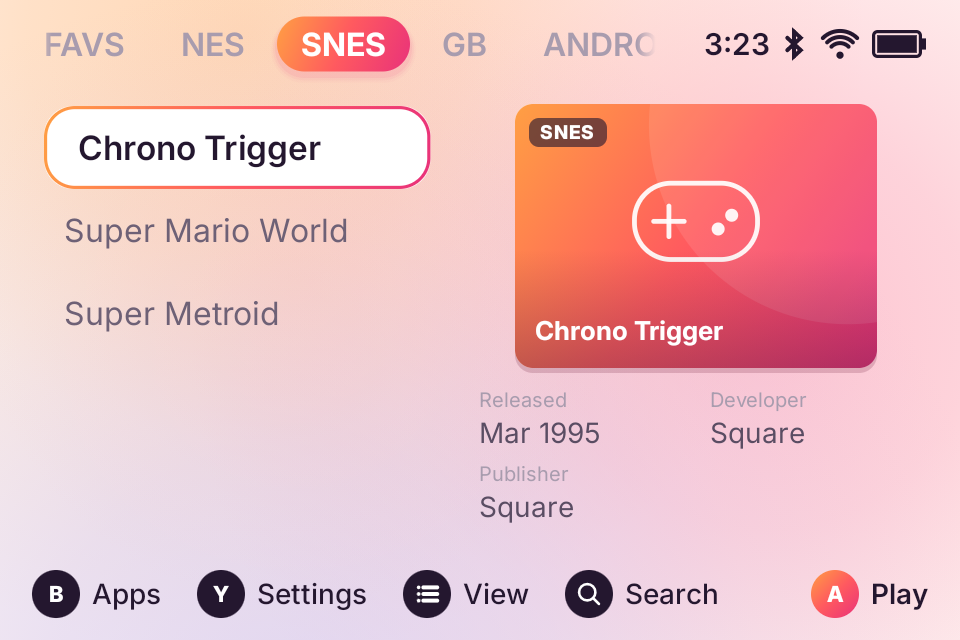 FAVS NES SNES GB ANDRO 3:23
Chrono Trigger
Super Mario World
Super Metroid
SNES
Chrono Trigger
Released Developer
Mar 1995 Square
Publisher
Square
B Apps Y Settings View Search A Play